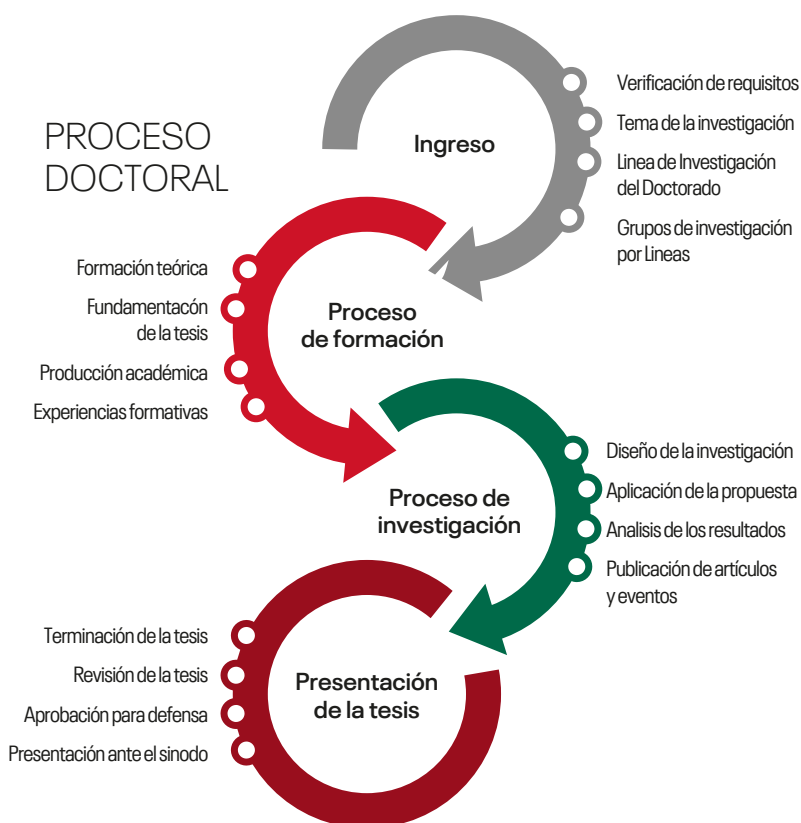 PROCESO
DOCTORAL
Ingreso
Verificación de requisitos
Tema de la investigación
Linea de Investigación
del Doctorado
Grupos de investigación
por Lineas
Proceso
de formación
Formación teórica
Fundamentacón
de la tesis
Producción académica
Experiencias formativas
Proceso de
investigación
Diseño de la investigación
Aplicación de la propuesta
Analisis de los resultados
Publicación de artículos
y eventos
Presentación
de la tesis
Terminación de la tesis
Revisión de la tesis
Aprobación para defensa
Presentación ante el sinodo